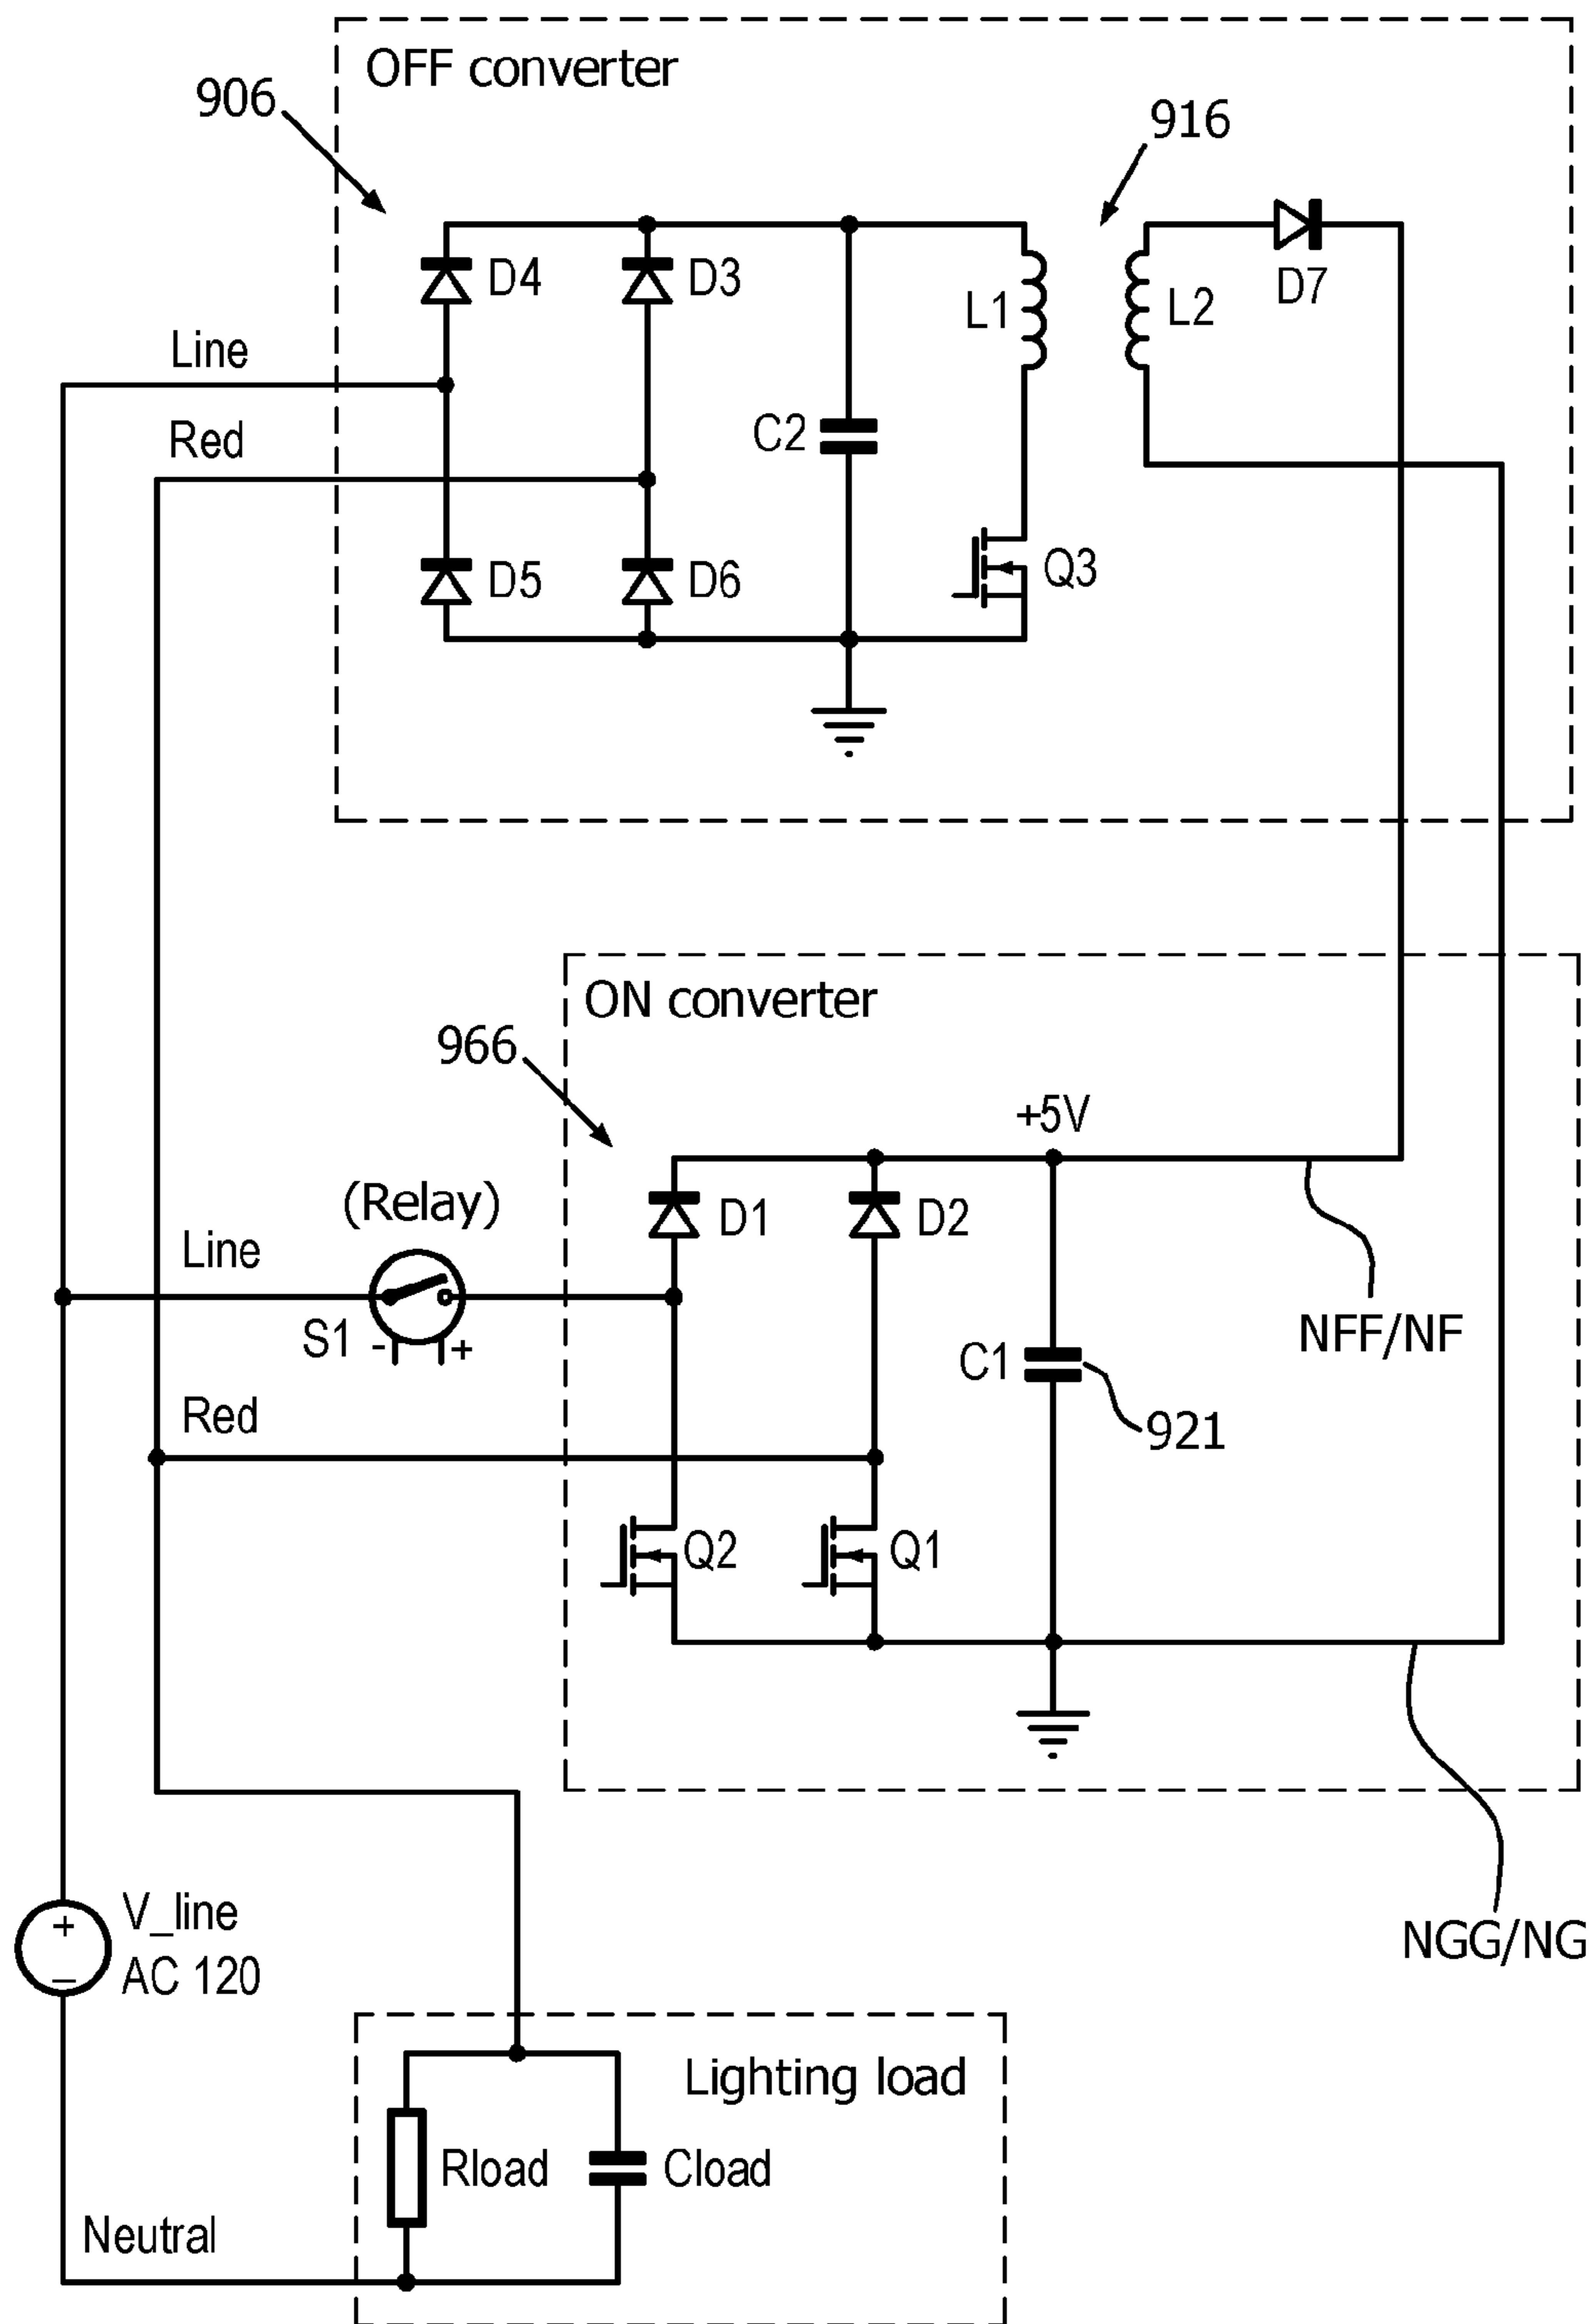 OFF converter
906
916
D4
D3
L1
L2
D7
Line
Red
C2
D5
D6
Q3
ON converter
966
+5V
(Relay)
D1
D2
Line
S1
-
+
NFF/NF
C1
921
Red
Q2
Q1
+
−
V_line
AC 120
NGG/NG
Lighting load
Rload
Cload
Neutral